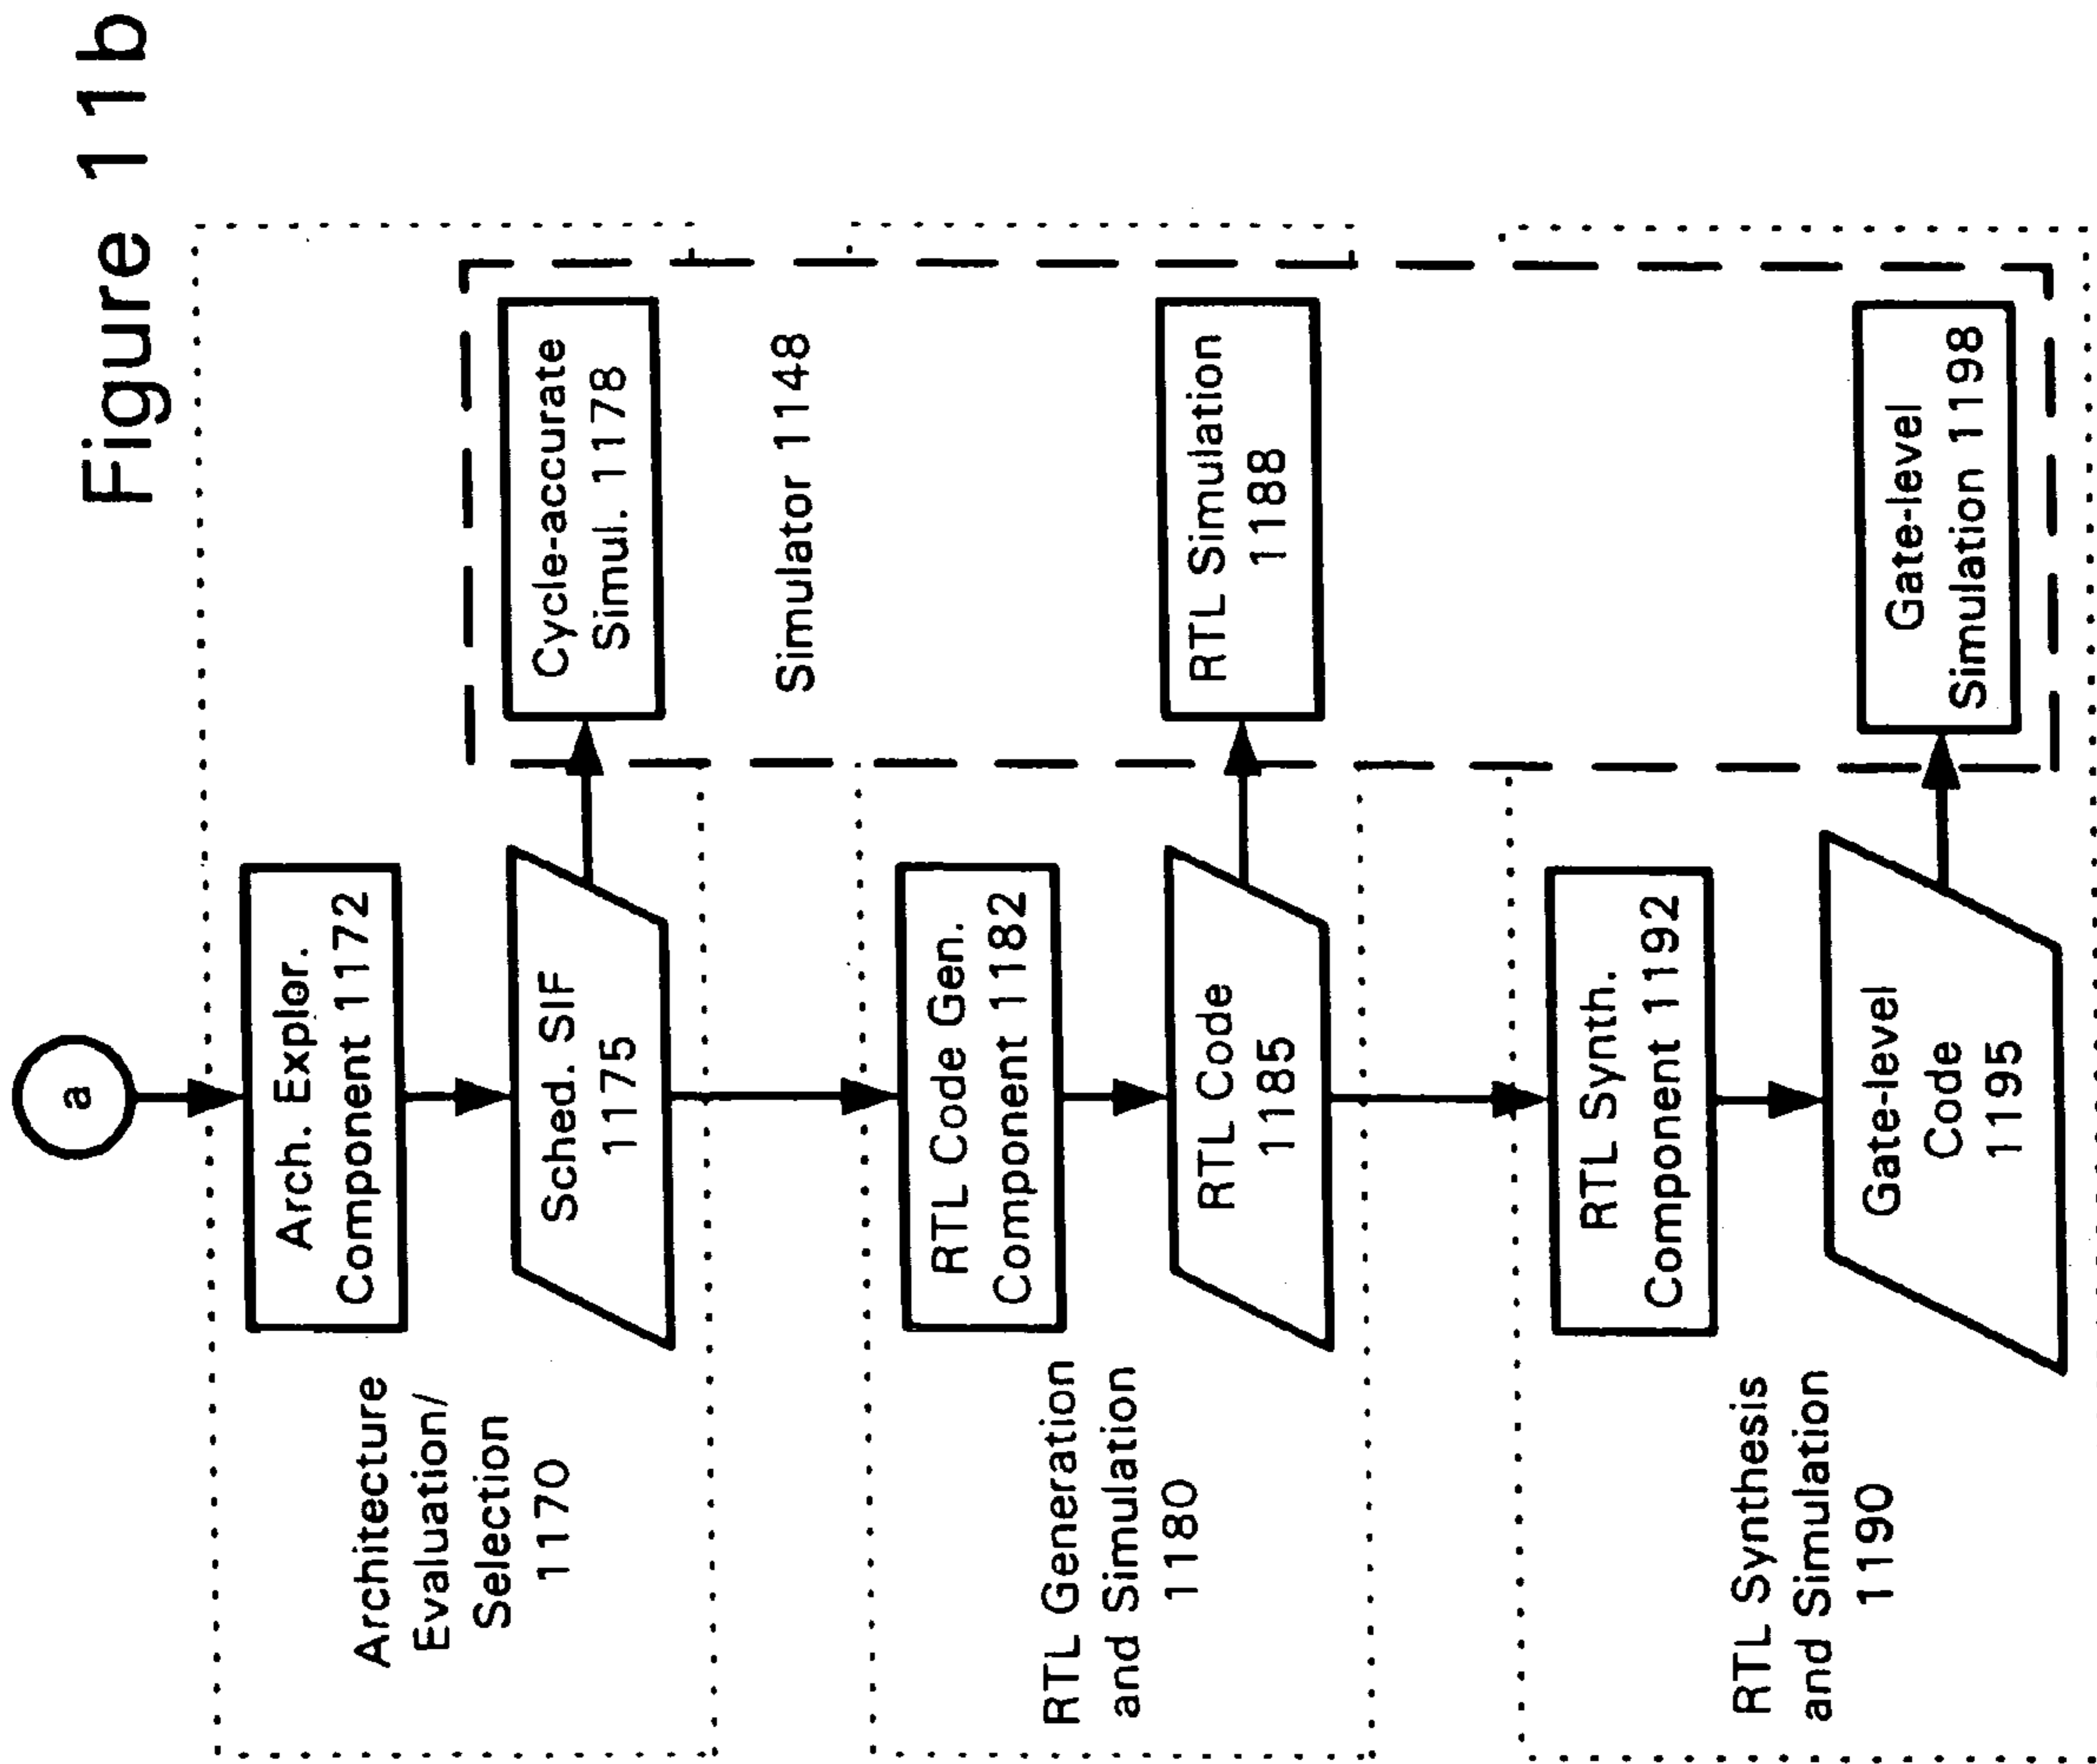 Figure 11b
a
Arch. Explor.
Component 1172
Architecture
Evaluation/
Selection
1170
Sched. SIF
1175
Cycle-accurate
Simul. 1178
Simulator 1148
RTL Code Gen.
Component 1182
RTL Generation
and Simulation
1180
RTL Code
1185
RTL Simulation
1188
RTL Synth.
Component 1192
RTL Synthesis
and Simulation
1190
Gate-level
Code
1195
Gate-level
Simulation 1198